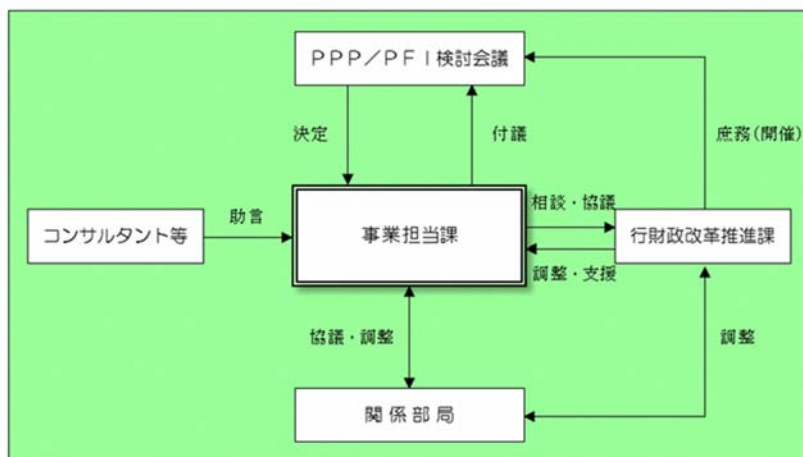 ＰＰＰ／ＰＦＩ検討会議
決定
付議
庶務(開催)
コンサルタント等
助言
事業担当課
相談・協議
行財政改革推進課
調整・支援
協議・調整
調整
関係部局